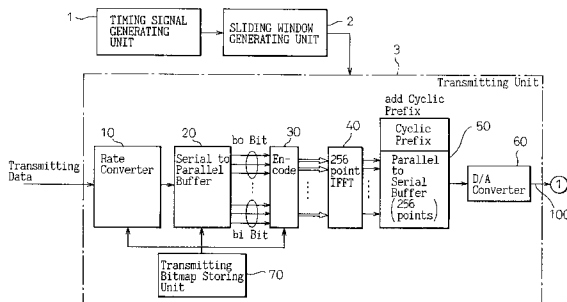 1
TIMING SIGNAL
GENERATING
UNIT
2
SLIDING WINDOW
GENERATING UNIT
3
Transmitting Unit
add Cyclic
Prefix
10
20
30
40
50
60
bo Bit
Transmitting
Data
Rate Converter
Serial to
Parallel
Buffer
En-
code
256
point
IFFT
Cyclic
Prefix
Parallel
to
Serial
Buffer
(256
points)
D/A
Converter
1
100
bi Bit
Transmitting
Bitmap Storing
Unit
70